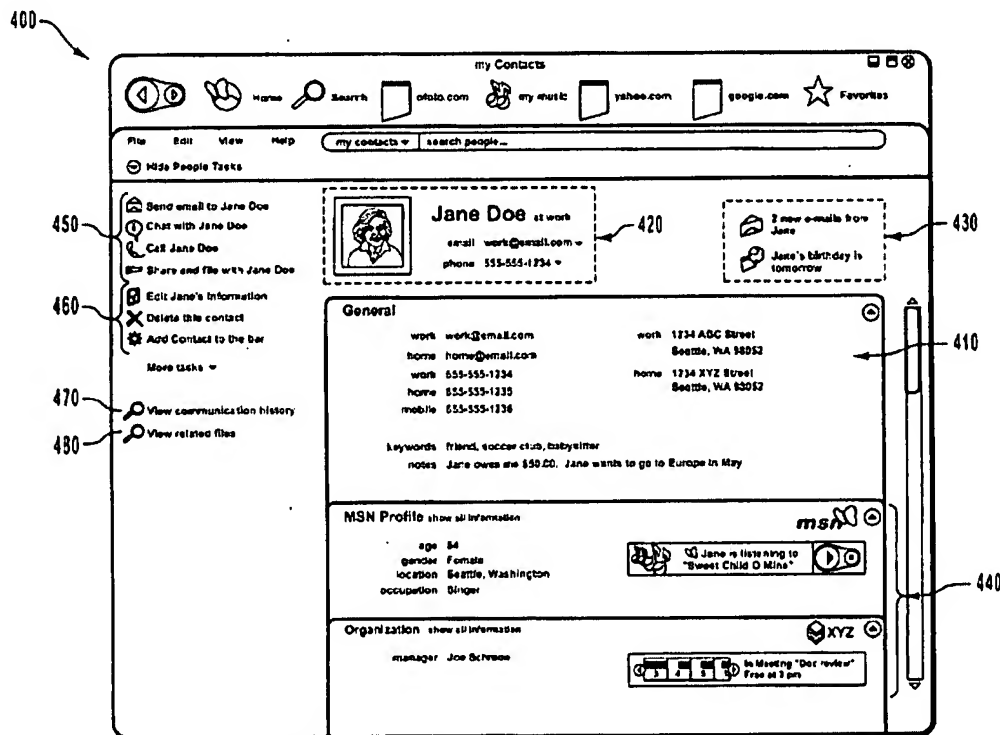 400
my Contacts
Home Search ofoto.com my music yahoo.com google.com Favorites
File Edit View Help my contacts search people...
Hide People Tasks
450
Send email to Jane Doe
Chat with Jane Doe
Call Jane Doe
Share and file with Jane Doe
460
Edit Jane's Information
Delete this contact
Add Contact to the bar
More tasks
470
View communication history
480
View related files
Jane Doe at work
email work@email.com
phone 555-555-1234
420
2 new e-mails from
Jane
Jane's birthday is
tomorrow
430
General
work work@email.com
home home@email.com
work 555-555-1234
home 555-555-1235
mobile 555-555-1236
work 1234 ABC Street
Seattle, WA 98052
home 1234 XYZ Street
Seattle, WA 98052
410
keywords friend, soccer club, babysitter
notes Jane owes me $50.00. Jane wants to go to Europe in May
MSN Profile show all information
msn
age 54
gender Female
location Seattle, Washington
occupation Singer
Jane is listening to
"Sweet Child O Mine"
440
Organization show all information
XYZ
manager Joe
3 4 5
In Meeting "Doc review"
Free at 3 pm